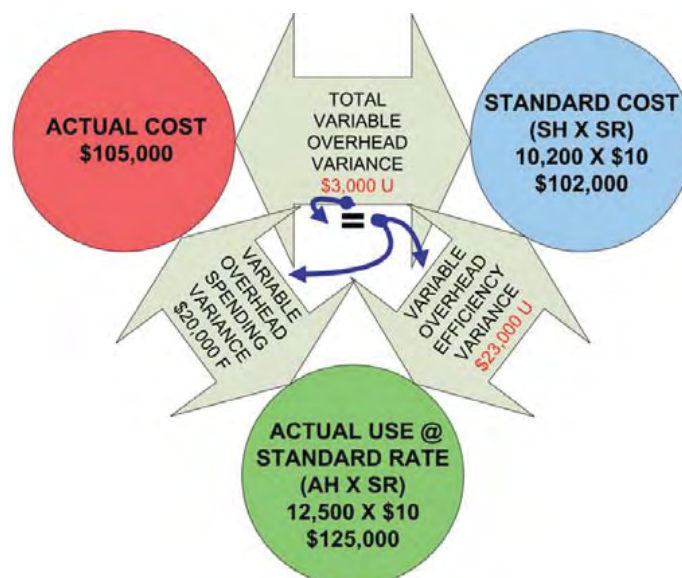 ACTUAL COST
$105,000
TOTAL
VARIABLE
OVERHEAD
VARIANCE
$3,000 U
=
STANDARD COST
(SH X SR)
10,200 X $10
$102,000
VARIABLE
OVERHEAD
SPENDING
VARIANCE
$20,000 F
VARIABLE
OVERHEAD
EFFICIENCY
VARIANCE
$23,000 U
ACTUAL USE @
STANDARD RATE
(AH X SR)
12,500 X $10
$125,000